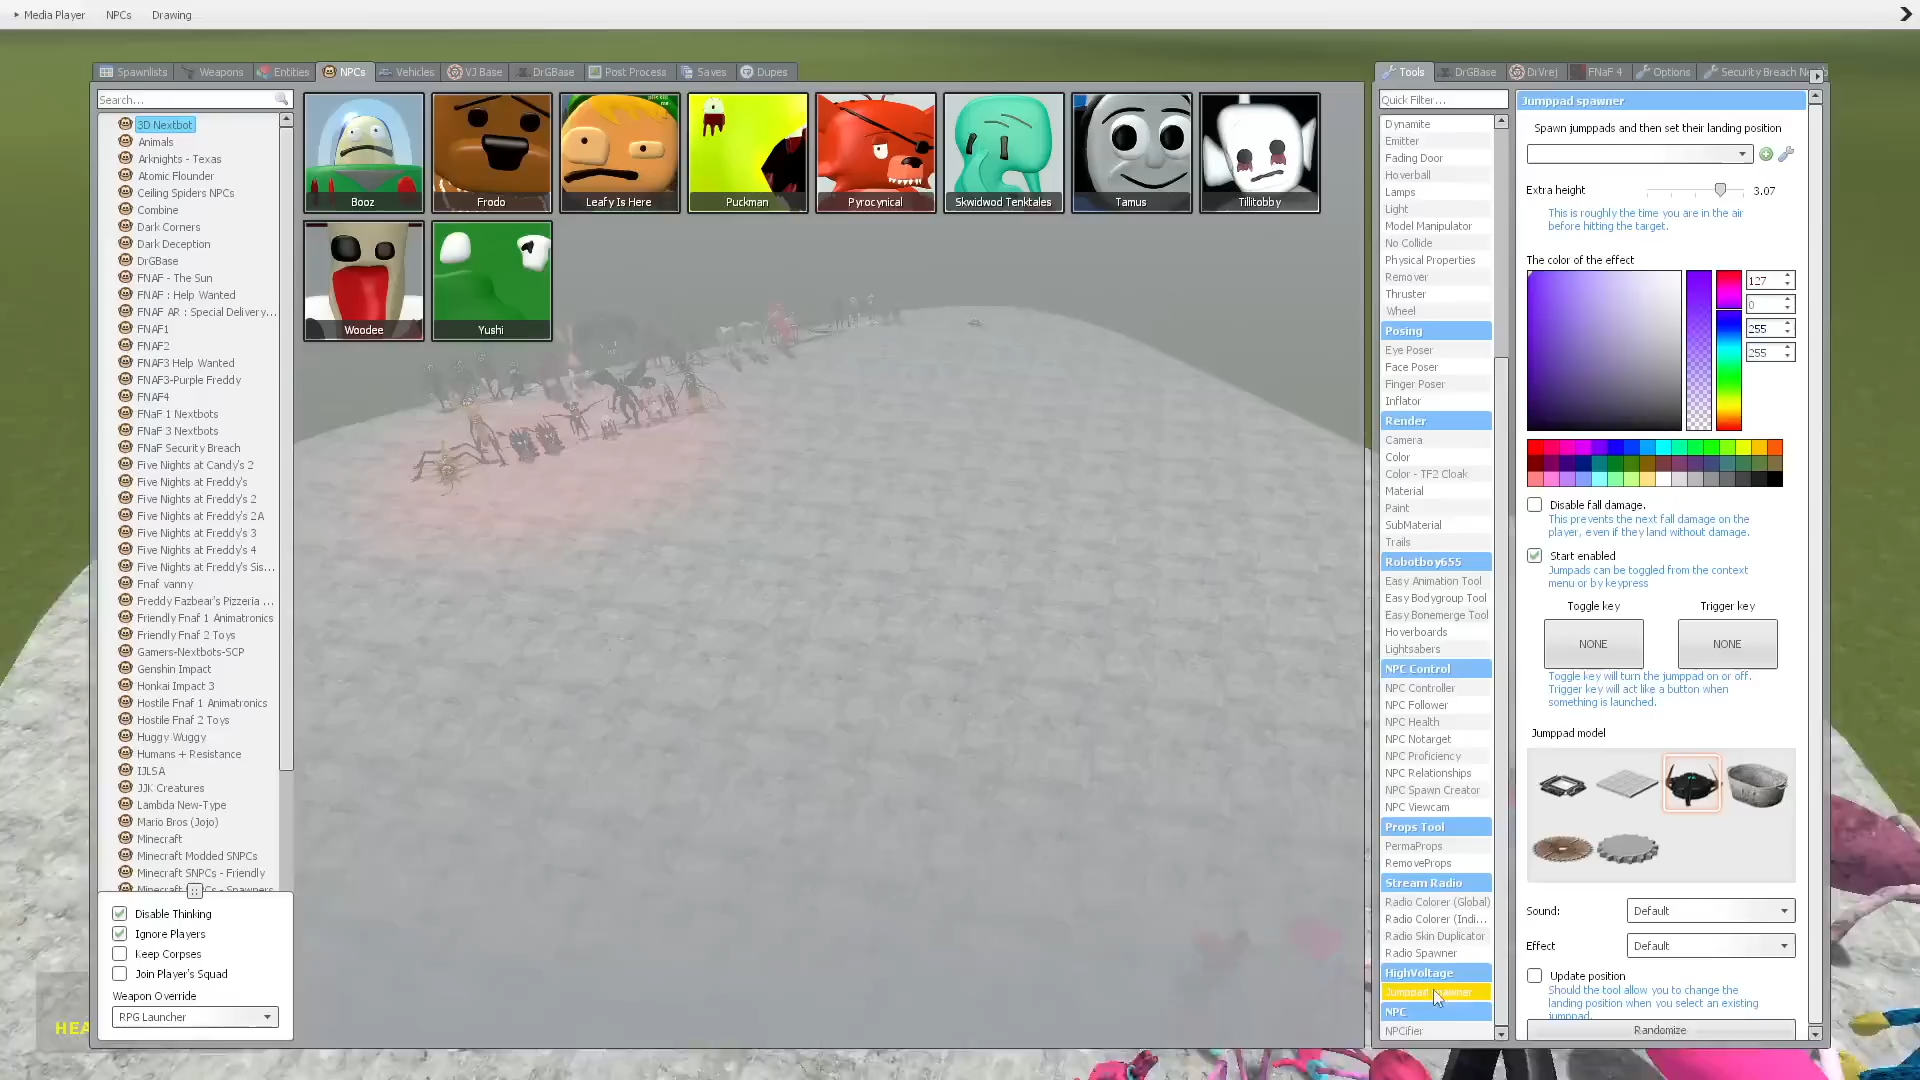 Media Player
NPCs
Drawing
Spawnlists
Weapons
Entities
NPCs
Vehicles
VJ Base
DrGBase
Post Process
Saves
Dupes
Search...
3D Nextbot
Animals
Arknights - Texas
Atomic Flounder
Ceiling Spiders NPCs
Combine
Dark Corners
Dark Deception
DrGBase
FNAF - The Sun
FNAF : Help Wanted
FNAF AR : Special Delivery...
FNAF1
FNAF2
FNAF3 Help Wanted
FNAF3-Purple Freddy
FNAF4
FNaF 1 Nextbots
FNaF 3 Nextbots
FNaF Security Breach
Five Nights at Candy's 2
Five Nights at Freddy's
Five Nights at Freddy's 2
Five Nights at Freddy's 2A
Five Nights at Freddy's 3
Five Nights at Freddy's 4
Five Nights at Freddy's Sis...
Fnaf vanny
Freddy Fazbear's Pizzeria ...
Friendly Fnaf 1 Animatronics
Friendly Fnaf 2 Toys
Gamers-Nextbots-SCP
Genshin Impact
Honkai Impact 3
Hostile Fnaf 1 Animatronics
Hostile Fnaf 2 Toys
Huggy Wuggy
Humans + Resistance
IJLSA
JJK Creatures
Lambda New-Type
Mario Bros (Jojo)
Minecraft
Minecraft Modded SNPCs
Minecraft SNPCs - Friendly
Disable Thinking
Ignore Players
Keep Corpses
Join Player's Squad
Weapon Override
RPG Launcher
HEA
Booz
Frodo
Leafy Is Here
Puckman
Pyrocynical
Skwidwod Tenktales
Tamus
Tillitobby
Woodee
Yushi
Tools
DrGBase
DrVrej
FNaF 4
Options
Security Breach
Quick Filter...
Dynamite
Emitter
Fading Door
Hoverball
Lamps
Light
Model Manipulator
No Collide
Physical Properties
Remover
Thruster
Wheel
Posing
Eye Poser
Face Poser
Finger Poser
Inflator
Render
Camera
Color
Color - TF2 Cloak
Material
Paint
SubMaterial
Trails
Robotboy655
Easy Animation Tool
Easy Bodygroup Tool
Easy Bonemerge Tool
Hoverboards
Lightsabers
NPC Control
NPC Controller
NPC Follower
NPC Health
NPC Notarget
NPC Proficiency
NPC Relationships
NPC Spawn Creator
NPC Viewcam
Props Tool
PermaProps
RemoveProps
Stream Radio
Radio Colorer (Global)
Radio Colorer (Indi...
Radio Skin Duplicator
Radio Spawner
HighVoltage
Jumppad spawner
NPC
NPCifier
Jumppad spawner
Spawn jumppads and then set their landing position
Extra height
3.07
This is roughly the time you are in the air
before hitting the target.
The color of the effect
127
0
255
255
Disable fall damage.
This prevents the next fall damage on the
player, even if they land without damage.
Start enabled
Jumpads can be toggled from the context
menu or by keypress
Toggle key
Trigger key
NONE
NONE
Toggle key will turn the jumppad on or off.
Trigger key will act like a button when
something is launched.
Jumppad model
Sound:
Default
Effect
Default
Update position
Should the tool allow you to change the
landing position when you select an existing
jumppad.
Randomize